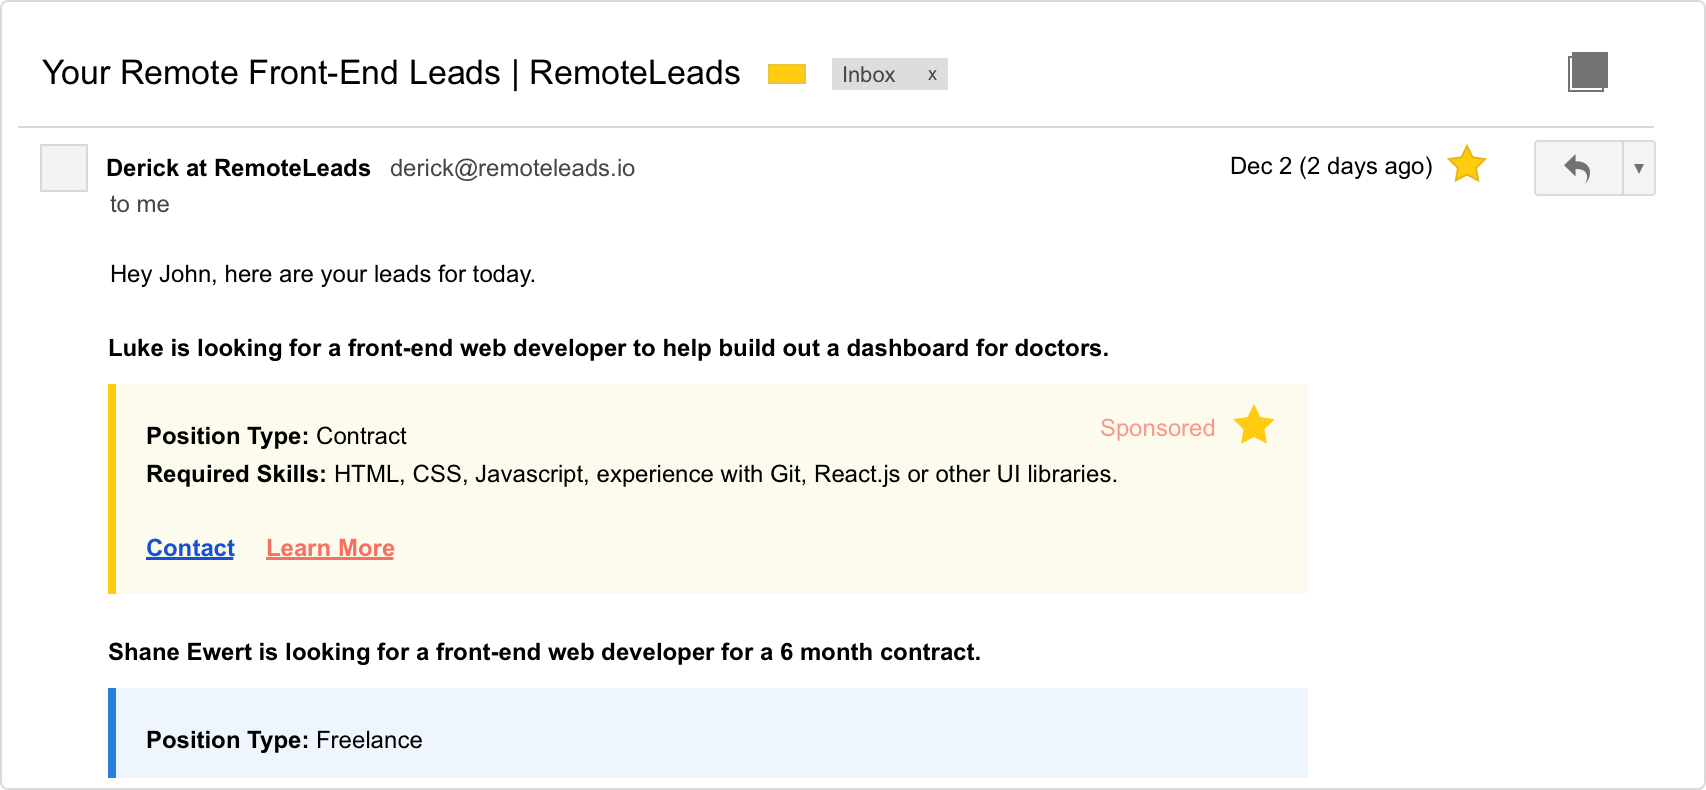 Your Remote Front-End Leads | RemoteLeads Inbox x
Derick at RemoteLeads derick@remoteleads.io Dec 2 (2 days ago)
to me
Hey John, here are your leads for today.
Luke is looking for a front-end web developer to help build out a dashboard for doctors.
Sponsored
Position Type: Contract
Required Skills: HTML, CSS, Javascript, experience with Git, React.js or other UI libraries.
Contact Learn More
Shane Ewert is looking for a front-end web developer for a 6 month contract.
Position Type: Freelance